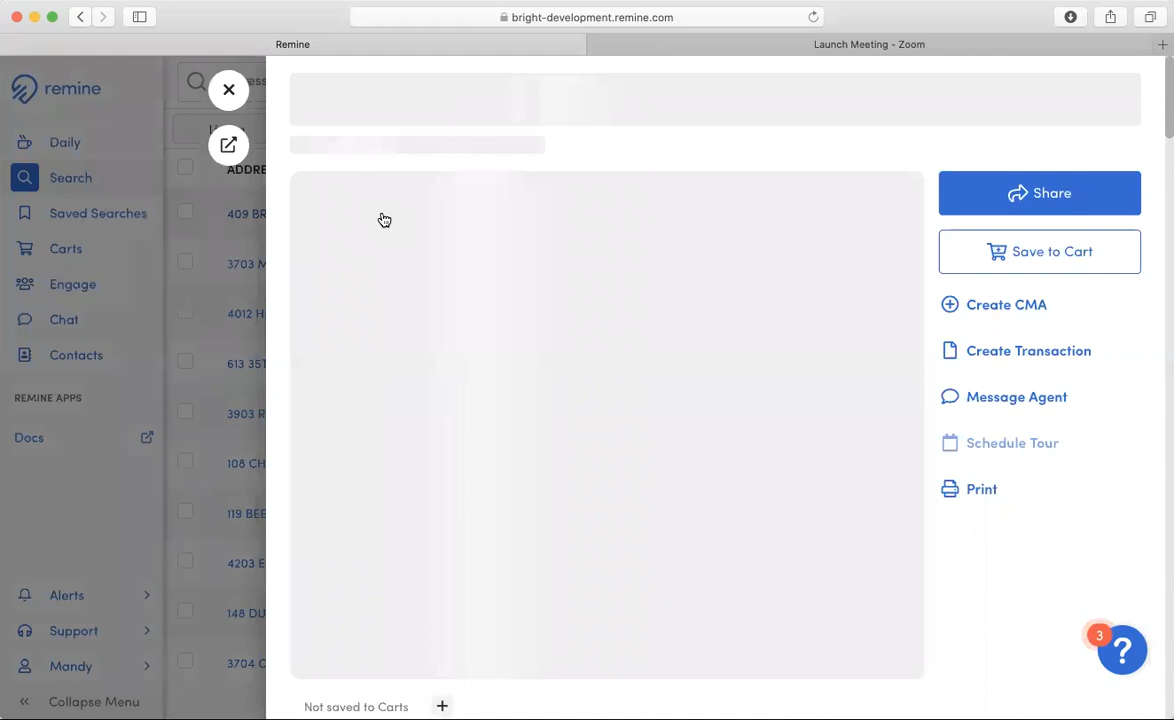 bright-development.remine.com
Remine
Launch Meeting - Zoom
remine
Daily
Search
Saved Searches
Carts
Engage
Chat
Contacts
REMINE APPS
Docs
Alerts
Support
Mandy
Collapse Menu
ADDRE
409 BR
3703 M
4012 H
613 35T
3903 R
108 CH
119 BEE
4203 E
148 DU
3704 C
Share
Save to Cart
Create CMA
Create Transaction
Message Agent
Schedule Tour
Print
3
?
Not saved to Carts